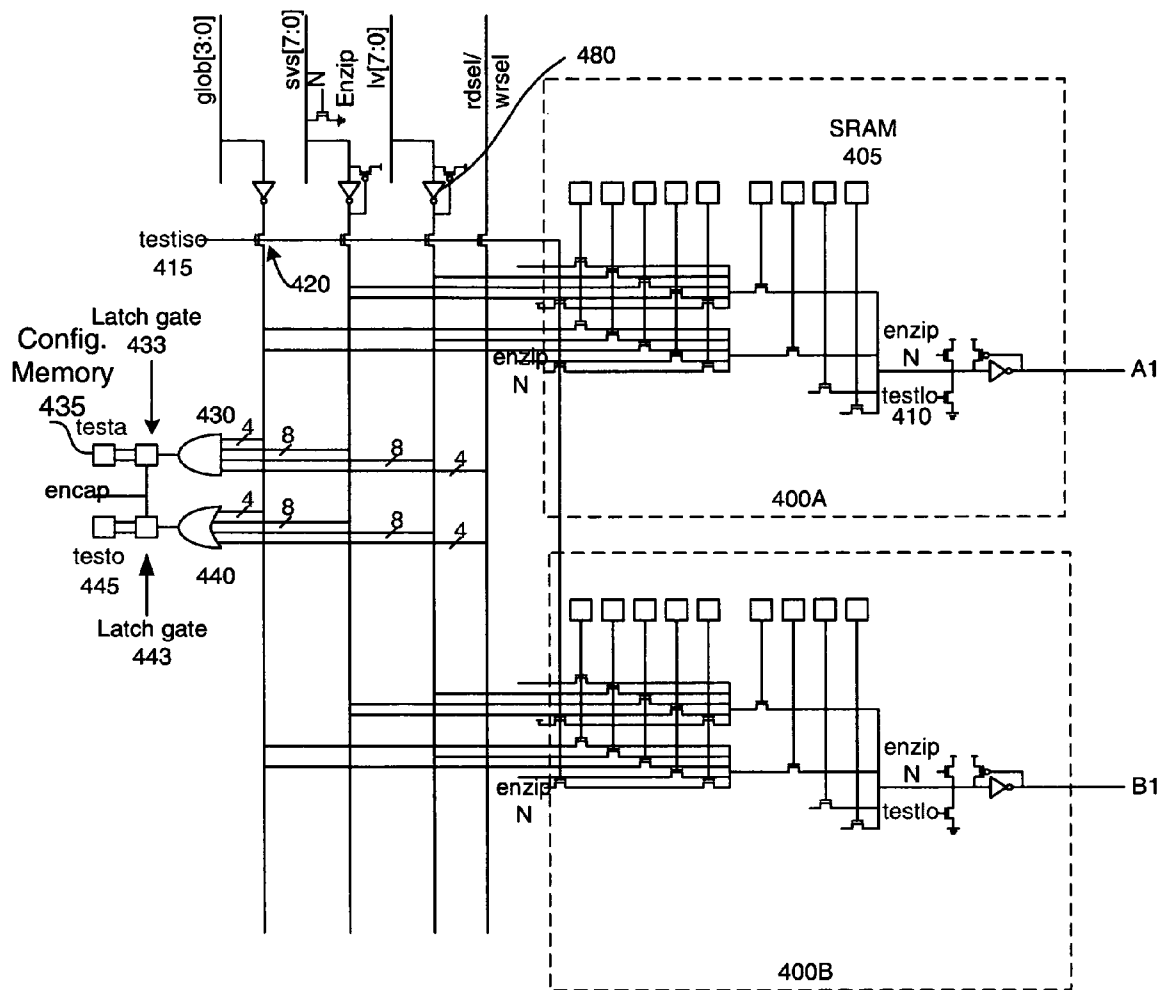 glob[3:0]
svs[7:0]
N
Enzip
lv[7:0]
rdsel/
wrsel
480
SRAM
405
testiso
415
420
Latch gate
433
Config.
Memory
435
testa
430
4
8
8
4
encap
4
8
8
4
testo
445
440
Latch gate
443
enzip
N
enzip
N
testlo
410
A1
400A
enzip
N
enzip
N
testlo
B1
400B